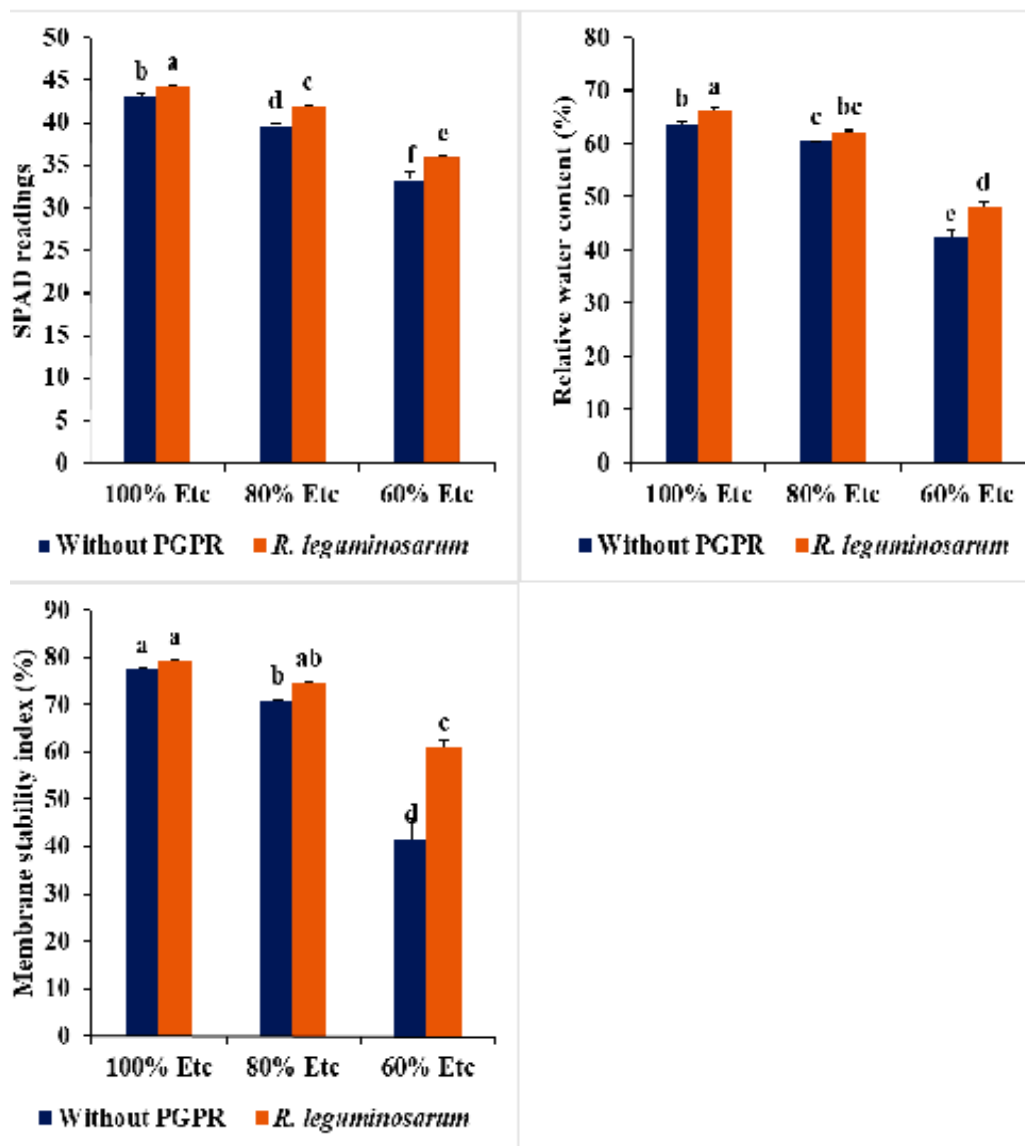 SPAD readings
50
45
40
35
30
25
20
15
10
5
0
b a d c f e
100% Etc 80% Etc 60% Etc
Without PGPR R. leguminosarum
Relative water content (%)
80
70
60
50
40
30
20
10
0
b a c bc e d
100% Etc 80% Etc 60% Etc
Without PGPR R. leguminosarum
Membrane stability index (%)
90
80
70
60
50
40
30
20
10
0
a a b ab d c
100% Etc 80% Etc 60% Etc
Without PGPR R. leguminosarum